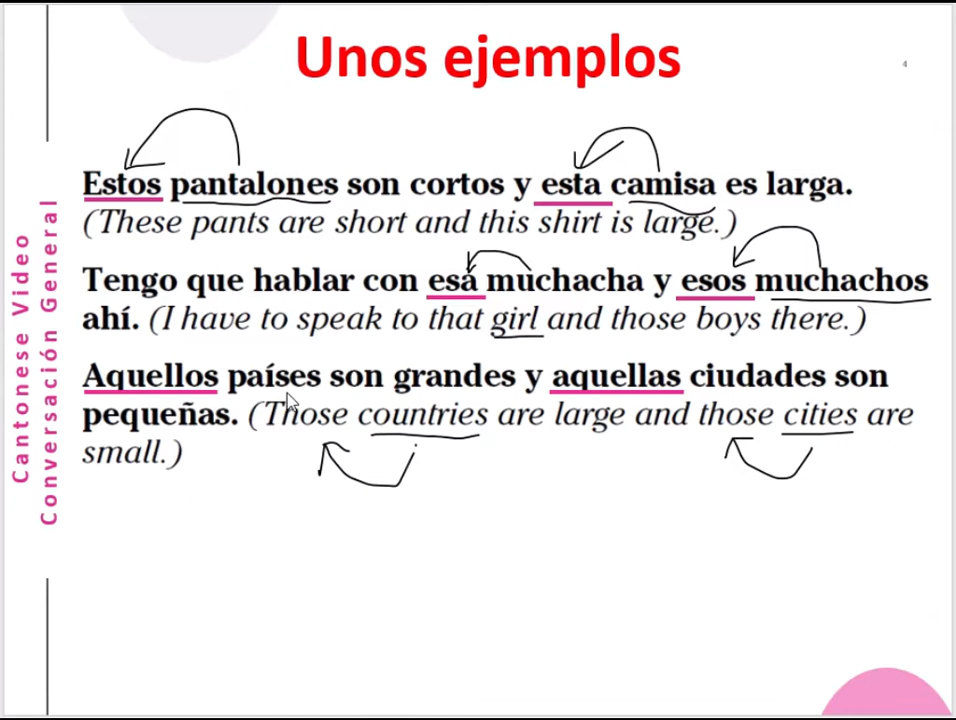 Unos ejemplos
4
Estos pantalones son cortos y esta camisa es larga.
(These pants are short and this shirt is large.)
Tengo que hablar con esa muchacha y esos muchachos
ahí. (I have to speak to that girl and those boys there.)
Aquellos países son grandes y aquellas ciudades son
pequeñas. (Those countries are large and those cities are
small.)
Cantonese Video
Conversación General